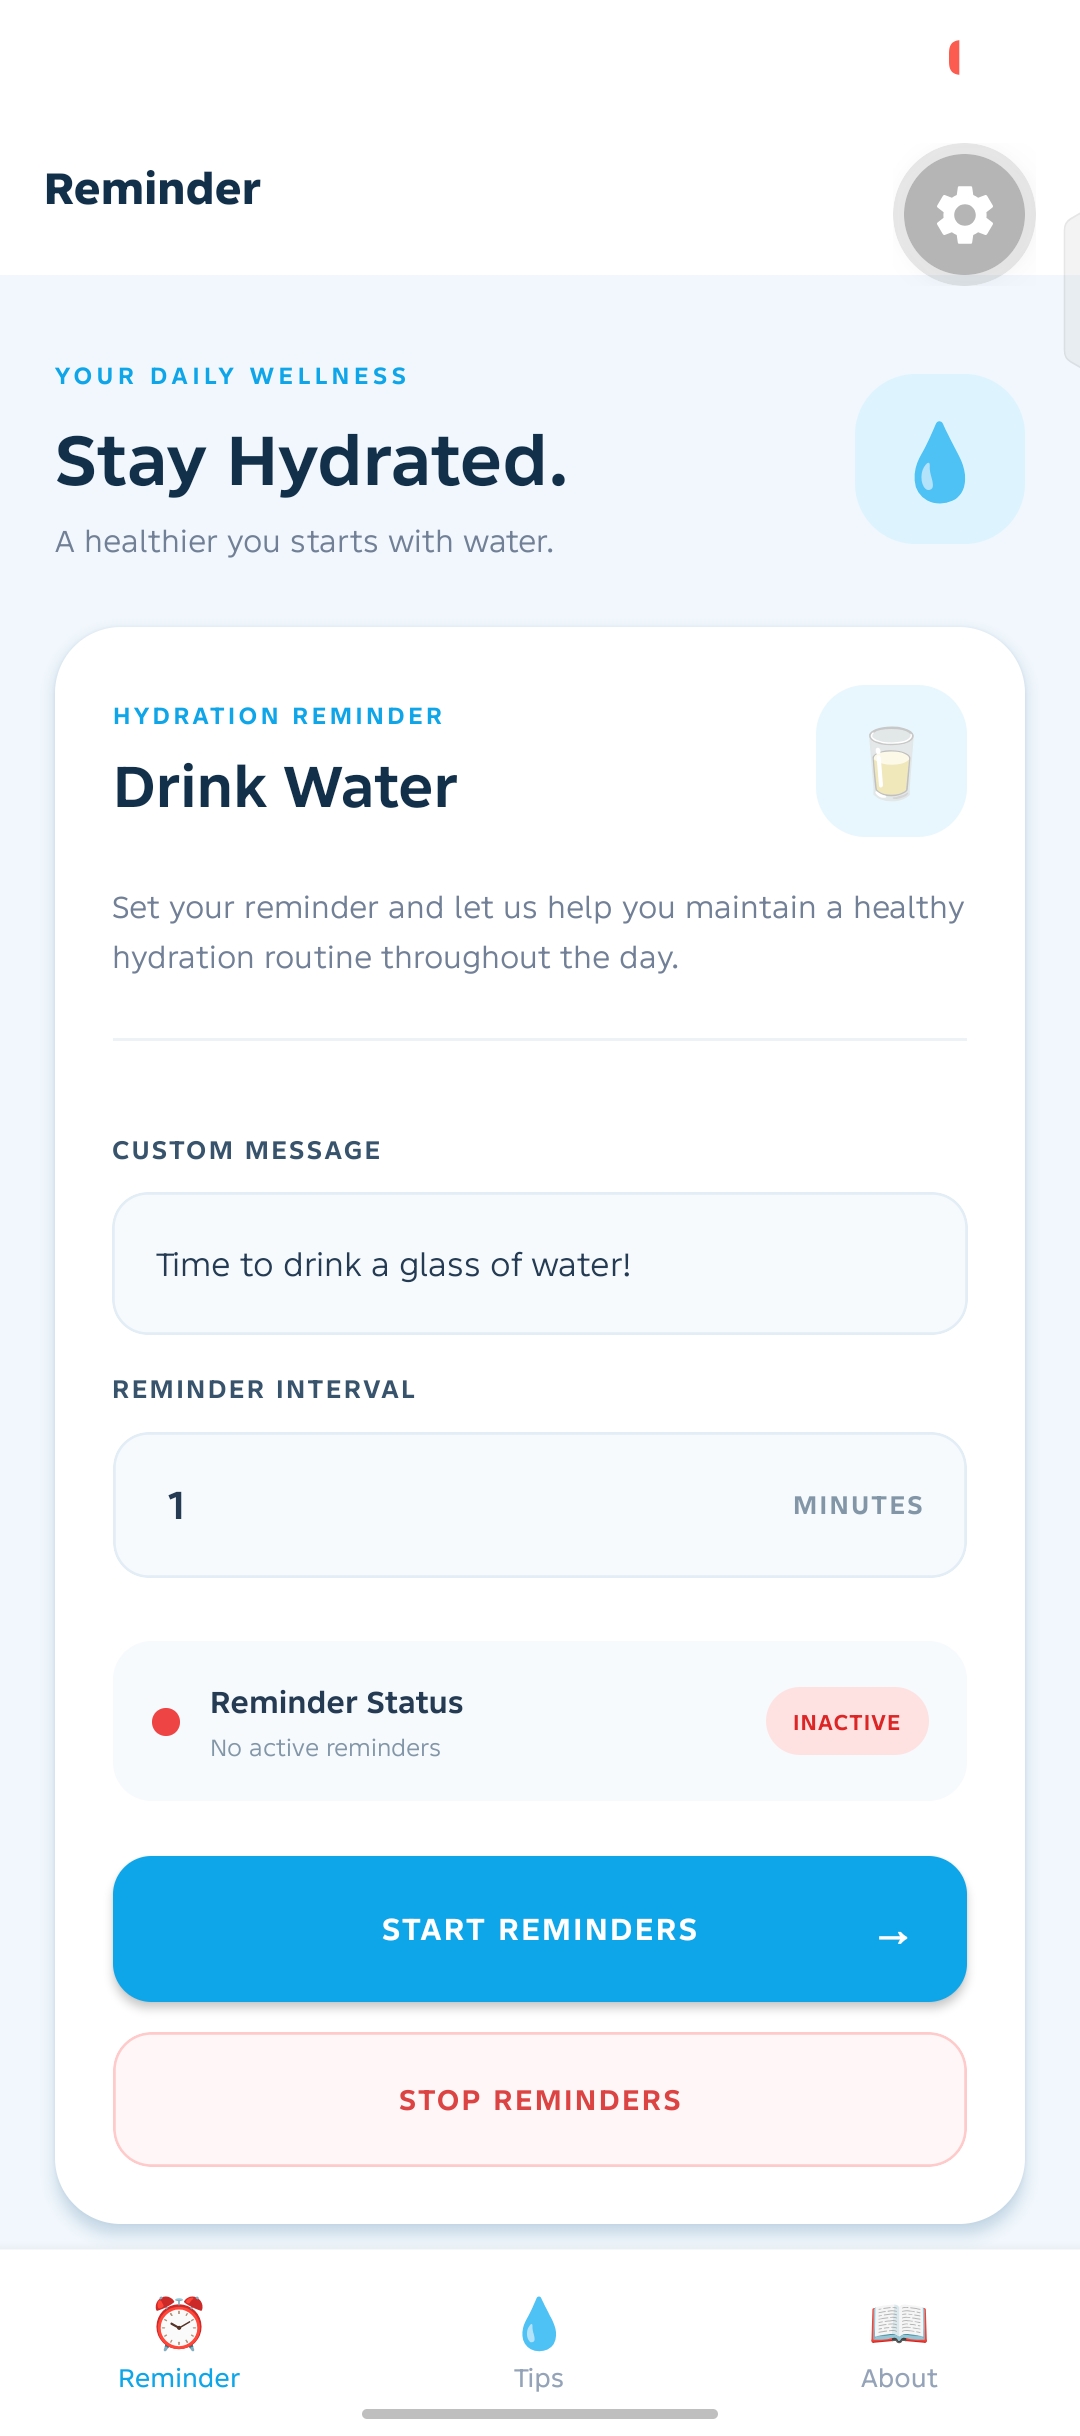 Reminder
YOUR DAILY WELLNESS
Stay Hydrated.
A healthier you starts with water.
HYDRATION REMINDER
Drink Water
Set your reminder and let us help you maintain a healthy
hydration routine throughout the day.
CUSTOM MESSAGE
Time to drink a glass of water!
REMINDER INTERVAL
1 MINUTES
Reminder Status
No active reminders
INACTIVE
START REMINDERS →
STOP REMINDERS
Reminder Tips About